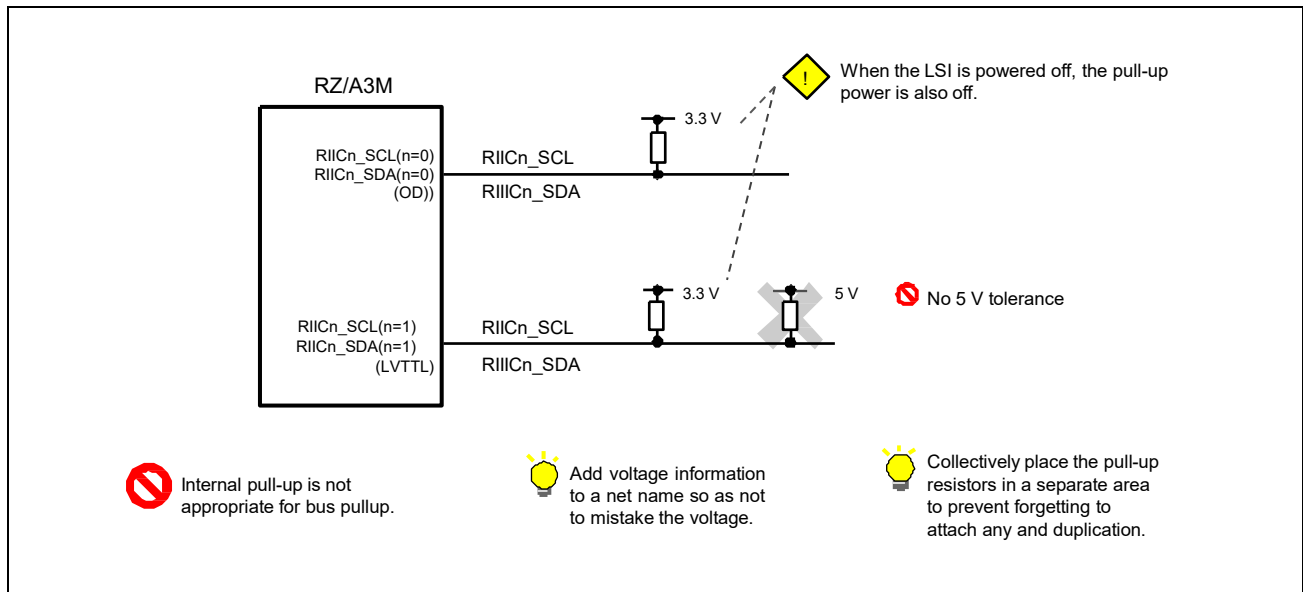 RZ/A3M
When the LSI is powered off, the pull-up
power is also off.
!
3.3 V
RIICn_SCL(n=0)
RIICn_SDA(n=0)
(OD))
RIICn_SCL
RIIICn_SDA
3.3 V
5 V
No 5 V tolerance
RIICn_SCL(n=1)
RIICn_SDA(n=1)
(LVTTL)
RIICn_SCL
RIIICn_SDA
Internal pull-up is not
appropriate for bus pullup.
Add voltage information
to a net name so as not
to mistake the voltage.
Collectively place the pull-up
resistors in a separate area
to prevent forgetting to
attach any and duplication.